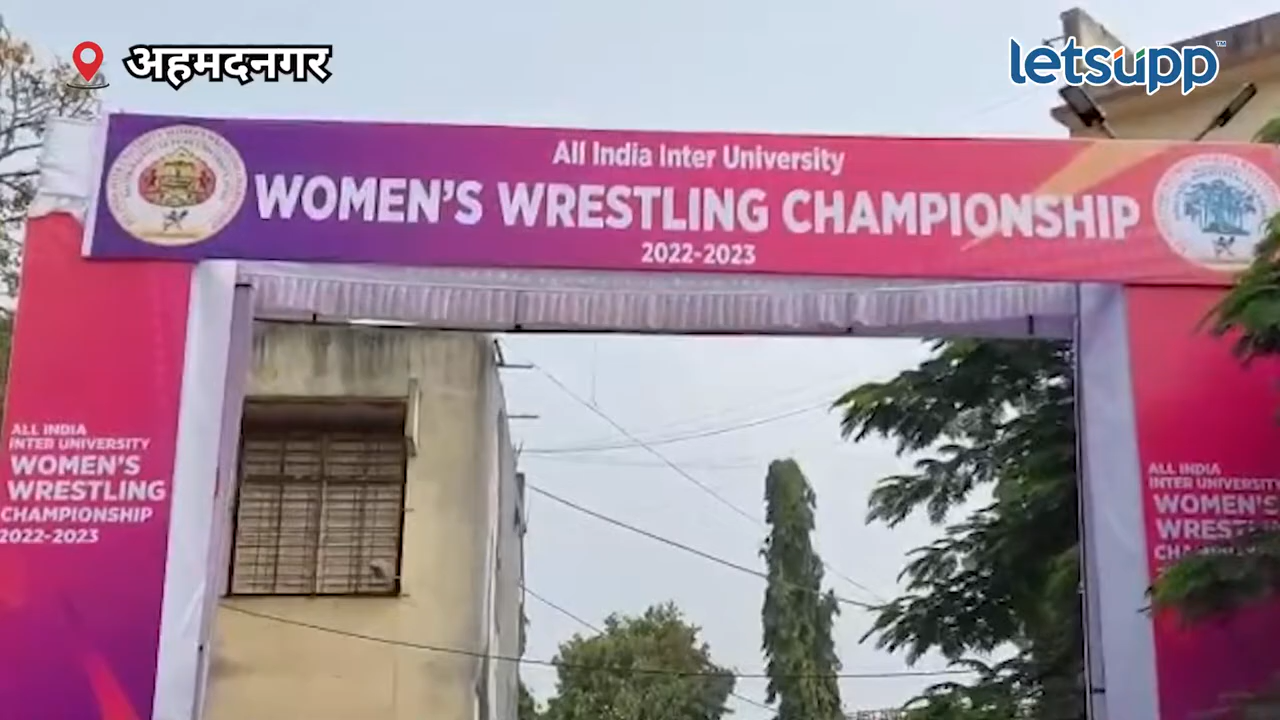 अहमदनगर
letsupp
TM
All India Inter University
WOMEN'S WRESTLING CHAMPIONSHIP
2022-2023
ALL INDIA
INTER UNIVERSITY
WOMEN'S
WRESTLING
CHAMPIONSHIP
2022-2023
ALL INDIA
INTER UNIVERSITY
WOMEN'S